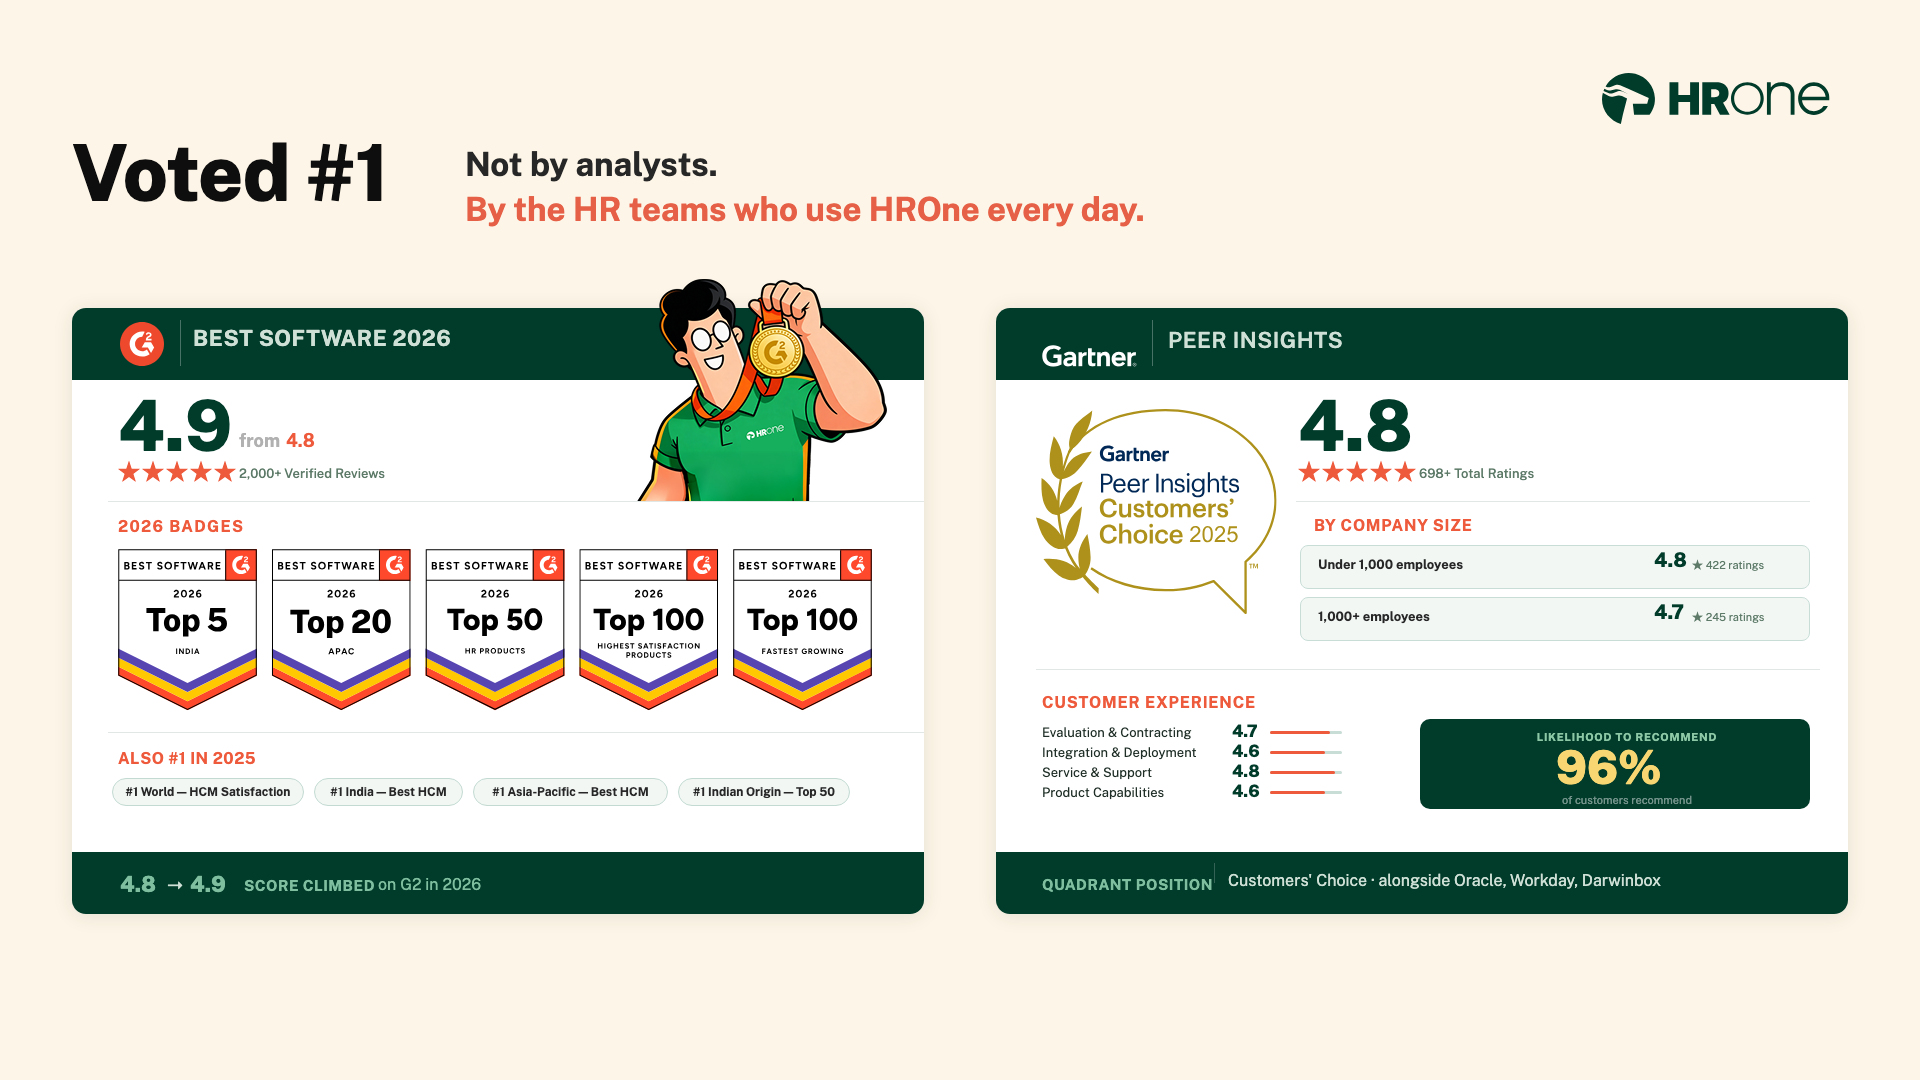 HRone
Voted #1
Not by analysts.
By the HR teams who use HROne every day.
BEST SOFTWARE 2026
4.9 from 4.8
2,000+ Verified Reviews
HRone
2026 BADGES
BEST SOFTWARE
2026
Top 5
INDIA
BEST SOFTWARE
2026
Top 20
APAC
BEST SOFTWARE
2026
Top 50
HR PRODUCTS
BEST SOFTWARE
2026
Top 100
HIGHEST SATISFACTION
PRODUCTS
BEST SOFTWARE
2026
Top 100
FASTEST GROWING
ALSO #1 IN 2025
#1 World — HCM Satisfaction
#1 India — Best HCM
#1 Asia-Pacific — Best HCM
#1 Indian Origin — Top 50
4.8 → 4.9 SCORE CLIMBED on G2 in 2026
Gartner
PEER INSIGHTS
Gartner
Peer Insights
Customers'
Choice 2025
TM
4.8
698+ Total Ratings
BY COMPANY SIZE
Under 1,000 employees 4.8 ★ 422 ratings
1,000+ employees 4.7 ★ 245 ratings
CUSTOMER EXPERIENCE
Evaluation & Contracting 4.7
Integration & Deployment 4.6
Service & Support 4.8
Product Capabilities 4.6
LIKELIHOOD TO RECOMMEND
96%
of customers recommend
QUADRANT POSITION Customers' Choice · alongside Oracle, Workday, Darwinbox